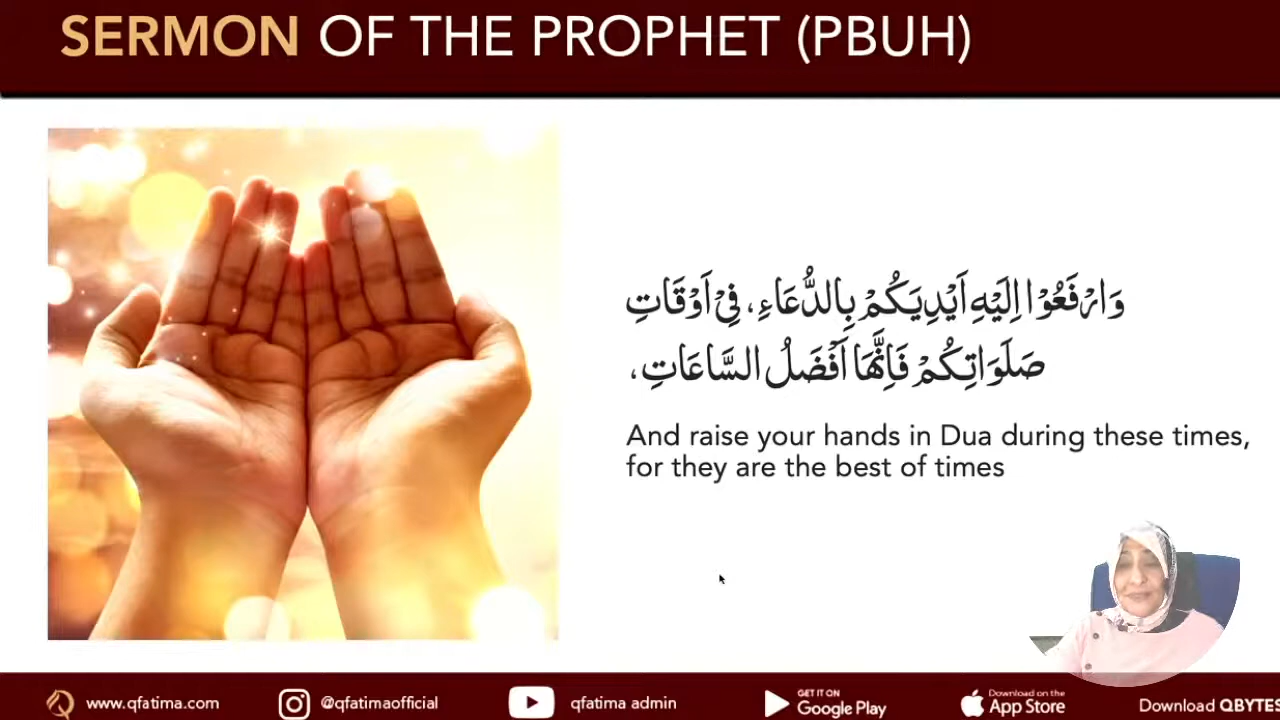 SERMON OF THE PROPHET (PBUH)
وَارْفَعُوْا اِلَيْهِ اَيْدِيَكُمْ بِالدُّعَاءِ، فِيْ اَوْقَاتِ
صَلَوَاتِكُمْ فَاِنَّهَا اَفْضَلُ السَّاعَاتِ،
And raise your hands in Dua during these times,
for they are the best of times
www.qfatima.com
@qfatimaofficial
qfatima admin
GET IT ON
Google Play
Download on the
App Store
Download QBYTES